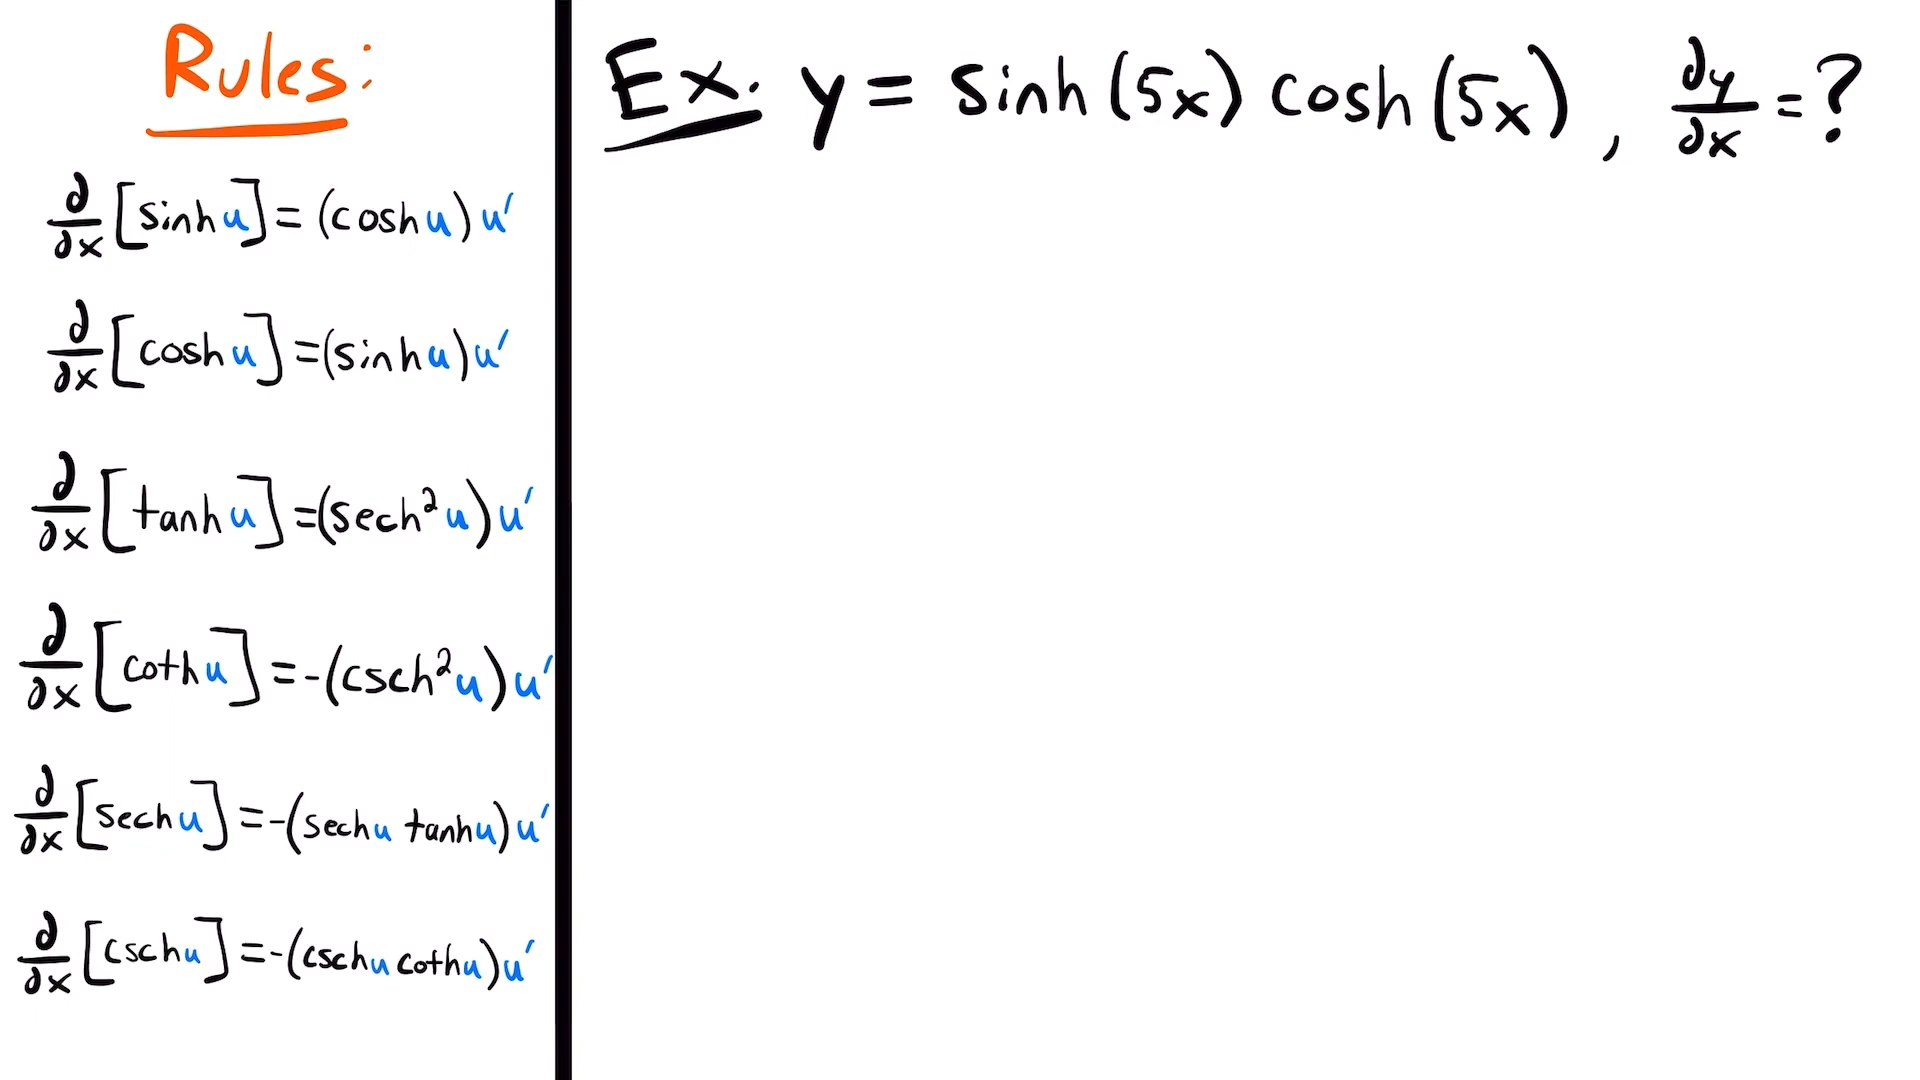 Rules:
∂/∂x [sinh u] = (cosh u) u'
∂/∂x [cosh u] = (sinh u) u'
∂/∂x [tanh u] = (sech² u) u'
∂/∂x [coth u] = -(csch² u) u'
∂/∂x [sech u] = -(sech u tanh u) u'
∂/∂x [csch u] = -(csch u coth u) u'
Ex. y = sinh (5x) cosh (5x) , ∂y/∂x = ?